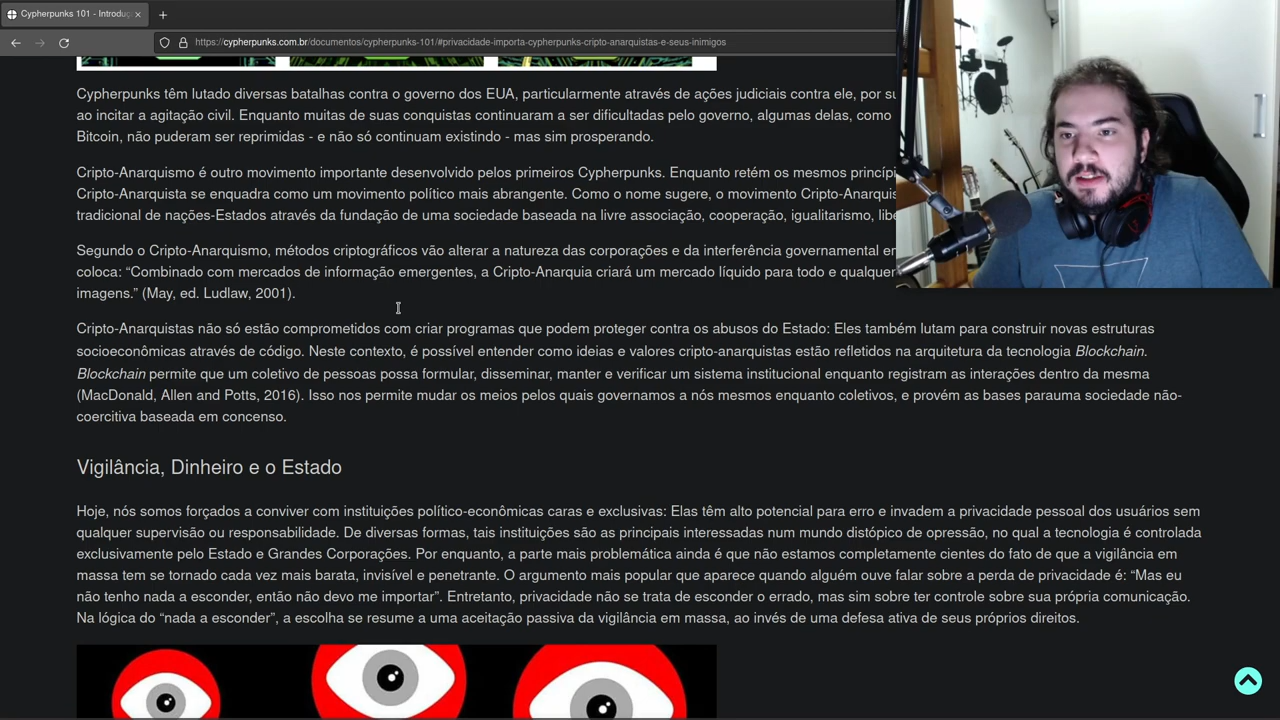 Cypherpunks 101 - Introduç
https://cypherpunks.com.br/documentos/cypherpunks-101/#privacidade-importa-cypherpunks-cripto-anarquistas-e-seus-inimigos
Cypherpunks têm lutado diversas batalhas contra o governo dos EUA, particularmente através de ações judiciais contra ele, por su
ao incitar a agitação civil. Enquanto muitas de suas conquistas continuaram a ser dificultadas pelo governo, algumas delas, como
Bitcoin, não puderam ser reprimidas - e não só continuam existindo - mas sim prosperando.
Cripto-Anarquismo é outro movimento importante desenvolvido pelos primeiros Cypherpunks. Enquanto retém os mesmos princípi
Cripto-Anarquista se enquadra como um movimento político mais abrangente. Como o nome sugere, o movimento Cripto-Anarquis
tradicional de nações-Estados através da fundação de uma sociedade baseada na livre associação, cooperação, igualitarismo, libe
Segundo o Cripto-Anarquismo, métodos criptográficos vão alterar a natureza das corporações e da interferência governamental en
coloca: “Combinado com mercados de informação emergentes, a Cripto-Anarquia criará um mercado líquido para todo e qualquer
imagens.” (May, ed. Ludlaw, 2001).
Cripto-Anarquistas não só estão comprometidos com criar programas que podem proteger contra os abusos do Estado: Eles também lutam para construir novas estruturas
socioeconômicas através de código. Neste contexto, é possível entender como ideias e valores cripto-anarquistas estão refletidos na arquitetura da tecnologia Blockchain.
Blockchain permite que um coletivo de pessoas possa formular, disseminar, manter e verificar um sistema institucional enquanto registram as interações dentro da mesma
(MacDonald, Allen and Potts, 2016). Isso nos permite mudar os meios pelos quais governamos a nós mesmos enquanto coletivos, e provém as bases parauma sociedade não-
coercitiva baseada em concenso.
Vigilância, Dinheiro e o Estado
Hoje, nós somos forçados a conviver com instituições político-econômicas caras e exclusivas: Elas têm alto potencial para erro e invadem a privacidade pessoal dos usuários sem
qualquer supervisão ou responsabilidade. De diversas formas, tais instituições são as principais interessadas num mundo distópico de opressão, no qual a tecnologia é controlada
exclusivamente pelo Estado e Grandes Corporações. Por enquanto, a parte mais problemática ainda é que não estamos completamente cientes do fato de que a vigilância em
massa tem se tornado cada vez mais barata, invisível e penetrante. O argumento mais popular que aparece quando alguém ouve falar sobre a perda de privacidade é: “Mas eu
não tenho nada a esconder, então não devo me importar”. Entretanto, privacidade não se trata de esconder o errado, mas sim sobre ter controle sobre sua própria comunicação.
Na lógica do “nada a esconder”, a escolha se resume a uma aceitação passiva da vigilância em massa, ao invés de uma defesa ativa de seus próprios direitos.